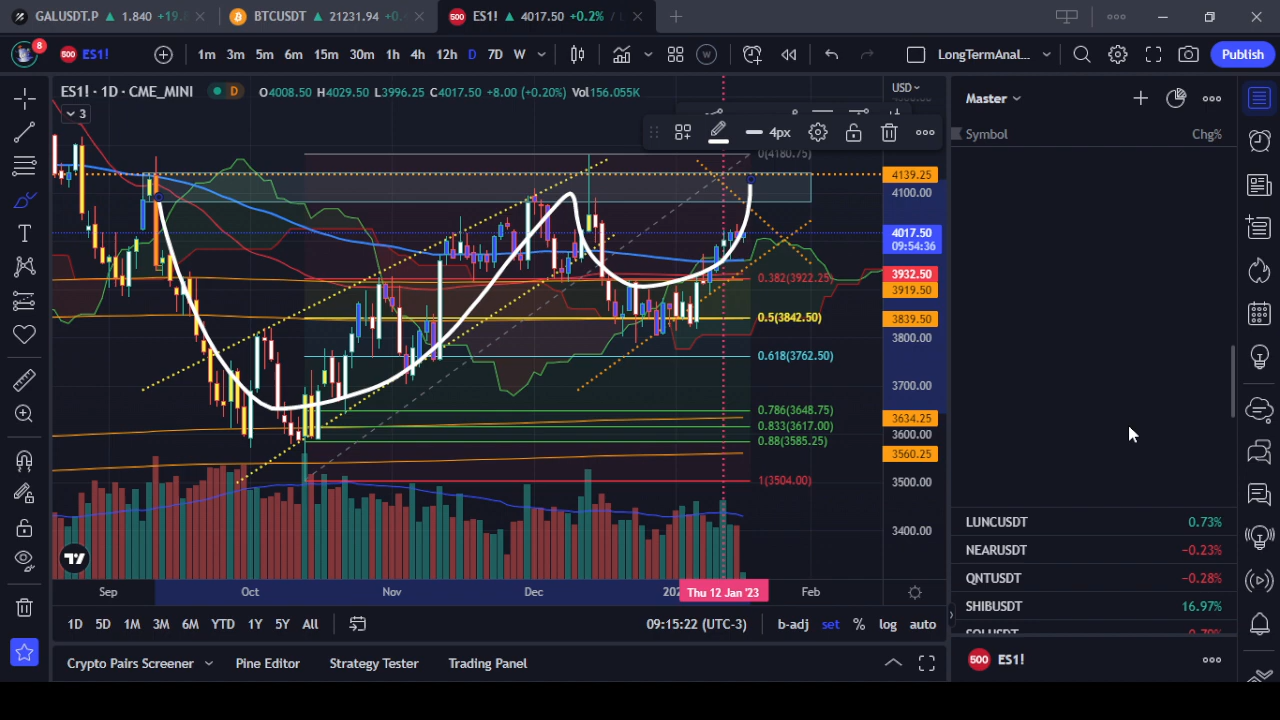 GALUSDT.P ▲ 1.840 +19.
BTCUSDT ▲ 21231.94 +0.
500 ES1! ▲ 4017.50 +0.2% /
8
500 ES1!
1m 3m 5m 6m 15m 30m 1h 4h 12h D 7D W
W
LongTermAnal...
Publish
ES1! · 1D · CME_MINI
D
O4008.50 H4029.50 L3996.25 C4017.50 +8.00 (+0.20%) Vol156.055K
USD
3
4px
Master
Symbol Chg%
0(4180.75)
4139.25
4100.00
4017.50
09:54:36
3932.50
0.382(3922.25)
3919.50
0.5(3842.50)
3839.50
3800.00
0.618(3762.50)
3700.00
0.786(3648.75)
3634.25
0.833(3617.00)
3600.00
0.88(3585.25)
3560.25
1(3504.00)
3500.00
3400.00
LUNCUSDT 0.73%
NEARUSDT −0.23%
QNTUSDT −0.28%
SHIBUSDT 16.97%
Sep Oct Nov Dec 202 Thu 12 Jan '23 Feb
1D 5D 1M 3M 6M YTD 1Y 5Y All
09:15:22 (UTC-3) b-adj set % log auto
Crypto Pairs Screener Pine Editor Strategy Tester Trading Panel
500 ES1!